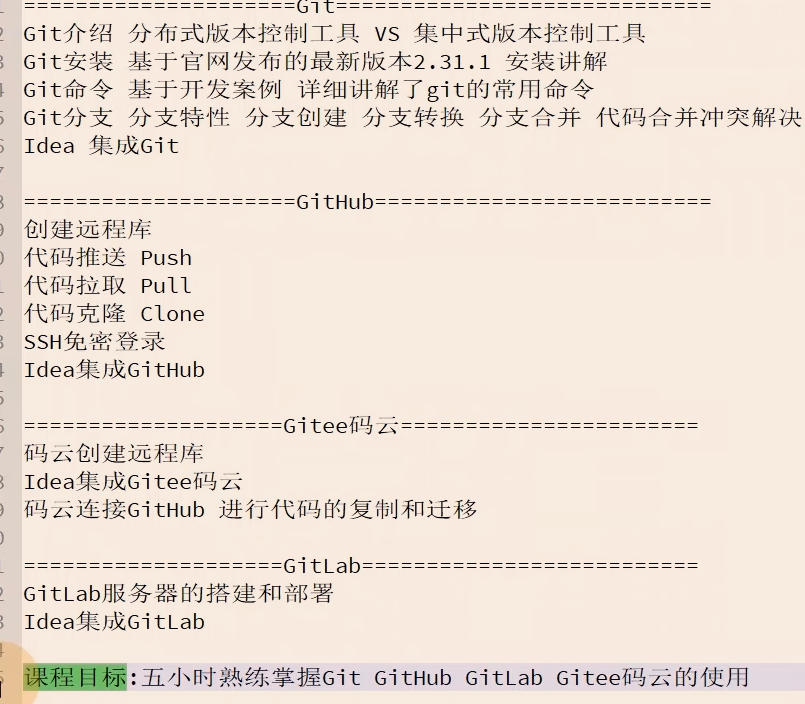 =====================Git=============================
Git介绍 分布式版本控制工具 VS 集中式版本控制工具
Git安装 基于官网发布的最新版本2.31.1 安装讲解
Git命令 基于开发案例 详细讲解了git的常用命令
Git分支 分支特性 分支创建 分支转换 分支合并 代码合并冲突解决
Idea 集成Git
=====================GitHub==========================
创建远程库
代码推送 Push
代码拉取 Pull
代码克隆 Clone
SSH免密登录
Idea集成GitHub
====================Gitee码云=======================
码云创建远程库
Idea集成Gitee码云
码云连接GitHub 进行代码的复制和迁移
====================GitLab==========================
GitLab服务器的搭建和部署
Idea集成GitLab
课程目标:五小时熟练掌握Git GitHub GitLab Gitee码云的使用